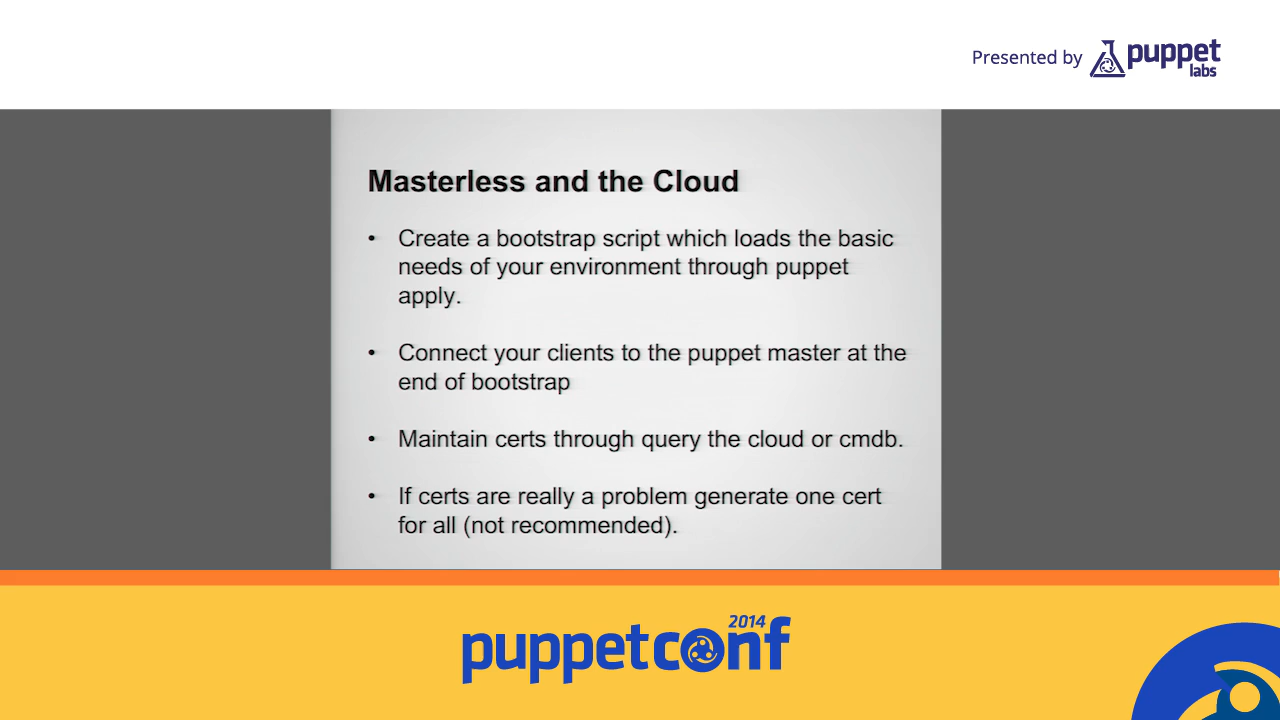 Presented by puppet labs
Masterless and the Cloud
• Create a bootstrap script which loads the basic
needs of your environment through puppet
apply.
• Connect your clients to the puppet master at the
end of bootstrap
• Maintain certs through query the cloud or cmdb.
• If certs are really a problem generate one cert
for all (not recommended).
2014
puppetconf